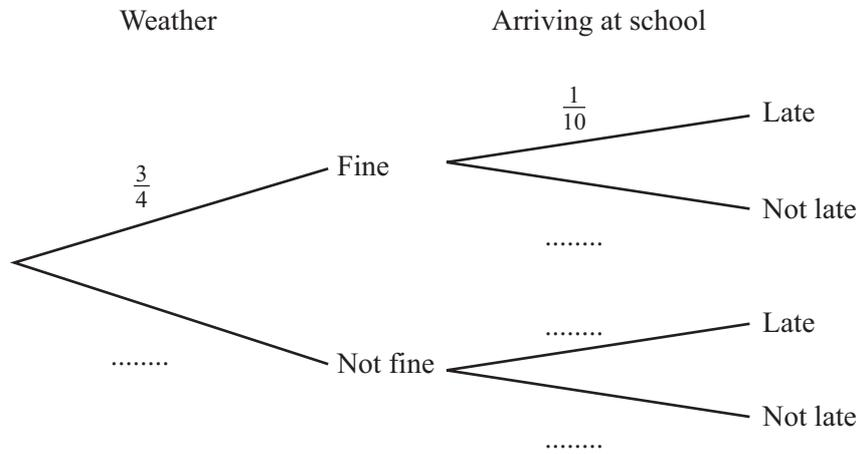 Weather Arriving at school
1/10 Late
3/4 Fine
Not late
........
........ Late
........ Not fine
Not late
........